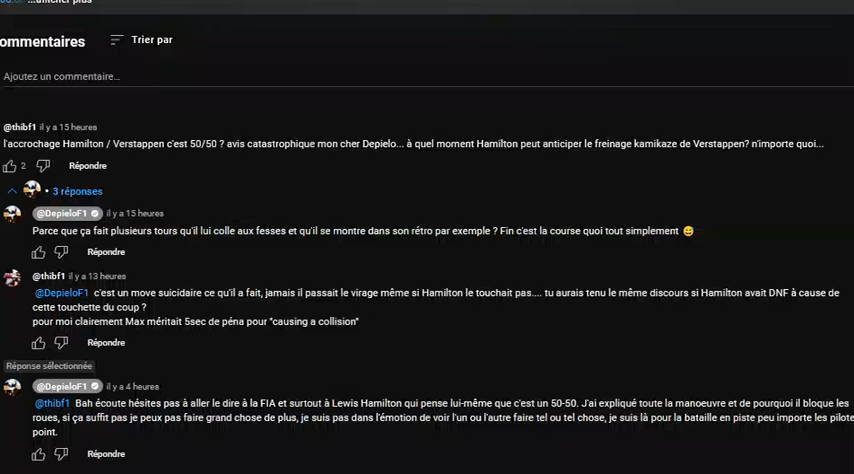 ...afficher plus
ommentaires
Trier par
Ajoutez un commentaire...
@thibf1 il y a 15 heures
l'accrochage Hamilton / Verstappen c'est 50/50 ? avis catastrophique mon cher Depielo... à quel moment Hamilton peut anticiper le freinage kamikaze de Verstappen? n'importe quoi...
2
Répondre
• 3 réponses
@DepieloF1 il y a 15 heures
Parce que ça fait plusieurs tours qu'il lui colle aux fesses et qu'il se montre dans son rétro par exemple ? Fin c'est la course quoi tout simplement 😅
Répondre
@thibf1 il y a 13 heures
@DepieloF1 c'est un move suicidaire ce qu'il a fait, jamais il passait le virage même si Hamilton le touchait pas.... tu aurais tenu le même discours si Hamilton avait DNF à cause de
cette touchette du coup ?
pour moi clairement Max méritait 5sec de péna pour "causing a collision"
Répondre
Réponse sélectionnée
@DepieloF1 il y a 4 heures
@thibf1 Bah écoute hésites pas à aller le dire à la FIA et surtout à Lewis Hamilton qui pense lui-même que c'est un 50-50. J'ai expliqué toute la manoeuvre et de pourquoi il bloque les
roues, si ça suffit pas je peux pas faire grand chose de plus, je suis pas dans l'émotion de voir l'un ou l'autre faire tel ou tel chose, je suis là pour la bataille en piste peu importe les pilote
point.
Répondre